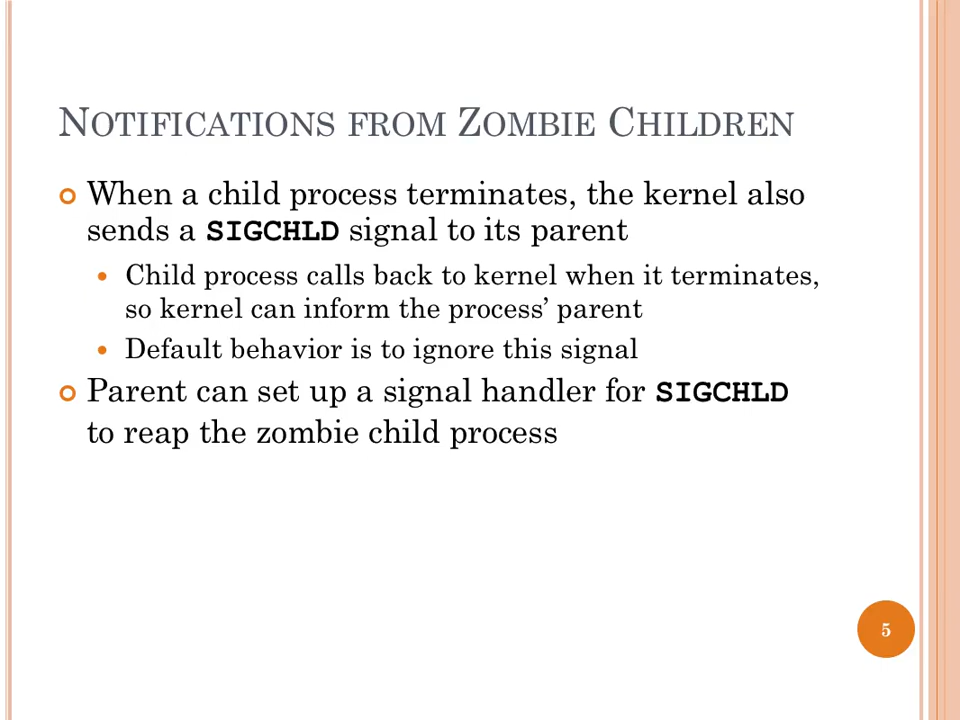 NOTIFICATIONS FROM ZOMBIE CHILDREN
When a child process terminates, the kernel also
sends a SIGCHLD signal to its parent
Child process calls back to kernel when it terminates,
so kernel can inform the process’ parent
Default behavior is to ignore this signal
Parent can set up a signal handler for SIGCHLD
to reap the zombie child process
5